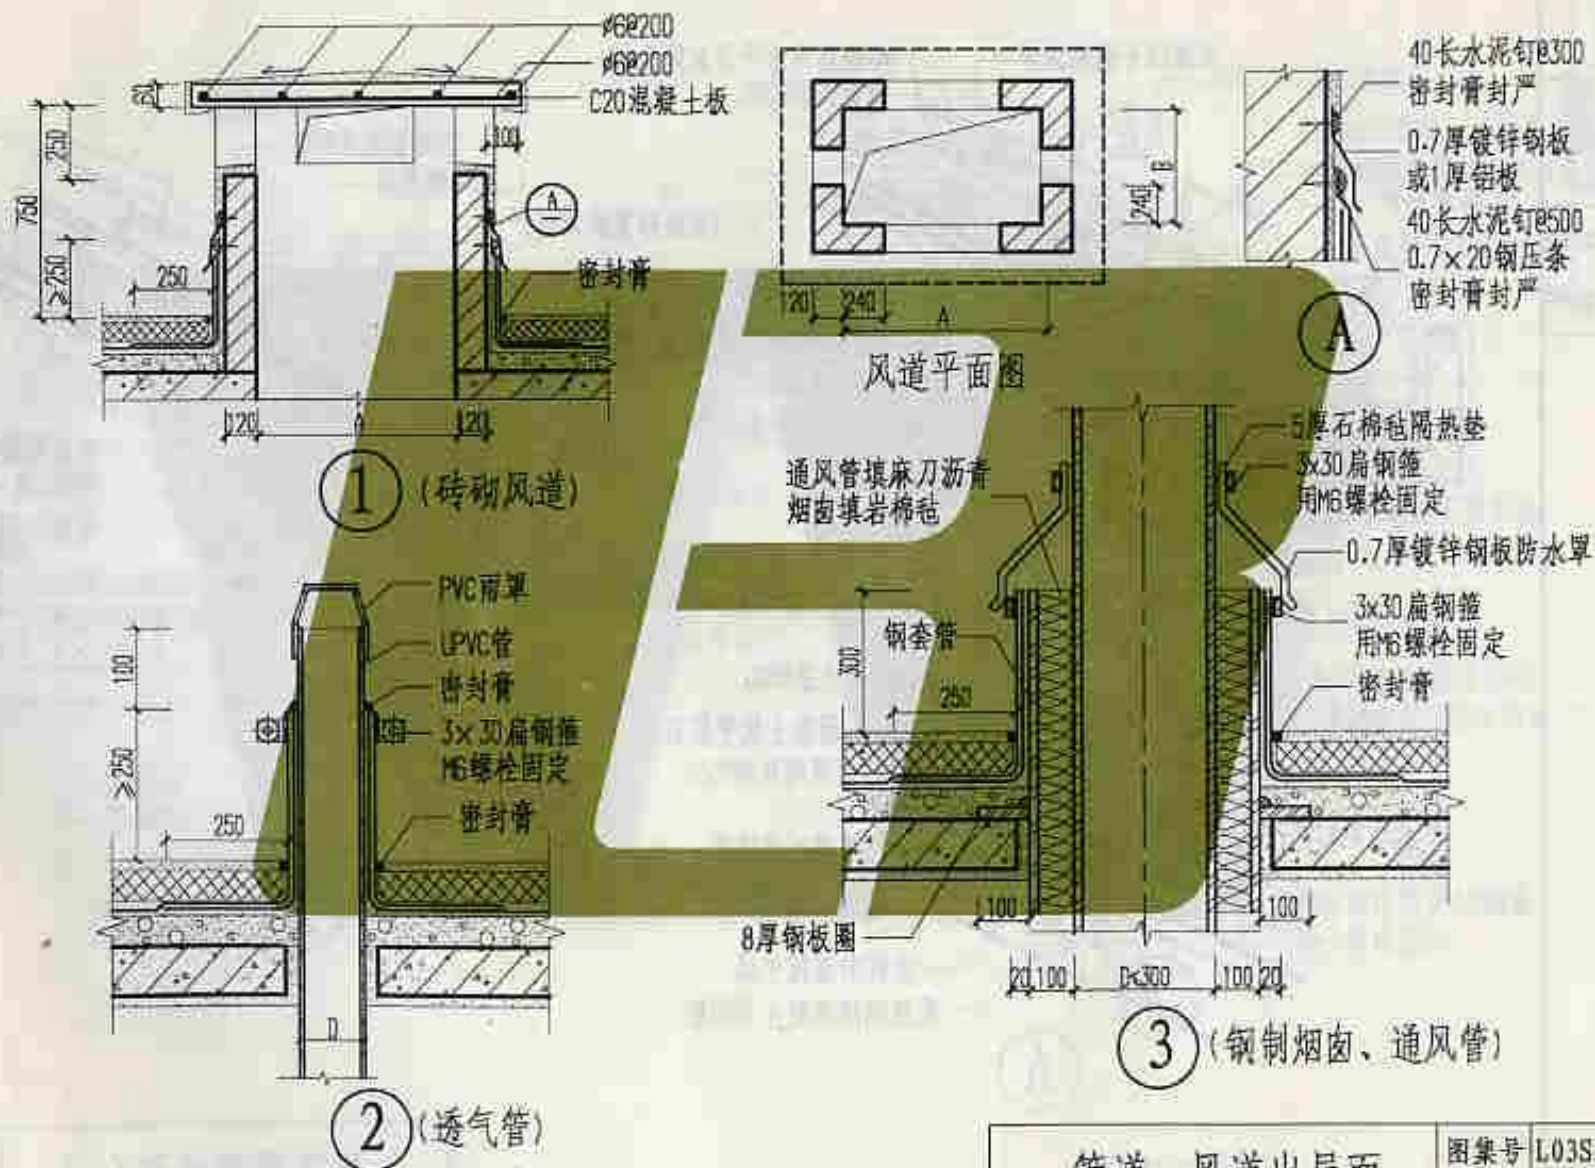 ø6@200
ø6@200
C20混凝土板
250
100
750
≥250
250
A
密封膏
120
A
120
1
(砖砌风道)
B
240
120
240
A
风道平面图
40长水泥钉@300
密封膏封严
0.7厚镀锌钢板
或1厚铝板
40长水泥钉@500
0.7×20钢压条
密封膏封严
A
PVC雨罩
UPVC管
密封膏
3×30扁钢箍
M6螺栓固定
密封膏
100
≥250
250
D
2
(透气管)
5厚石棉毡隔热垫
3x30扁钢箍
用M6螺栓固定
通风管填麻刀沥青
烟囱填岩棉毡
0.7厚镀锌钢板防水罩
3x30扁钢箍
用M6螺栓固定
密封膏
钢套管
300
250
100
100
8厚钢板圈
20
100
D≤300
100
20
3
(钢制烟囱、通风管)
图集号
L03S